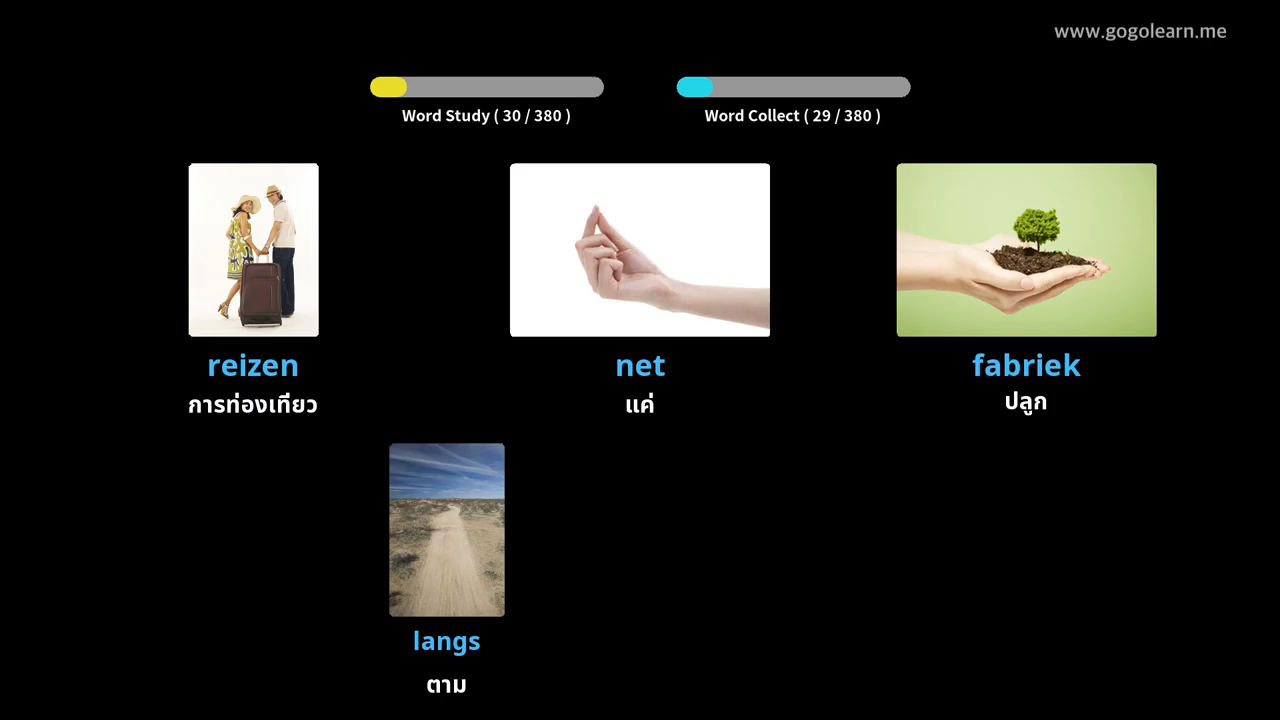 www.gogolearn.me
Word Study ( 30 / 380 )
Word Collect ( 29 / 380 )
reizen
การท่องเทียว
net
แค่
fabriek
ปลูก
langs
ตาม